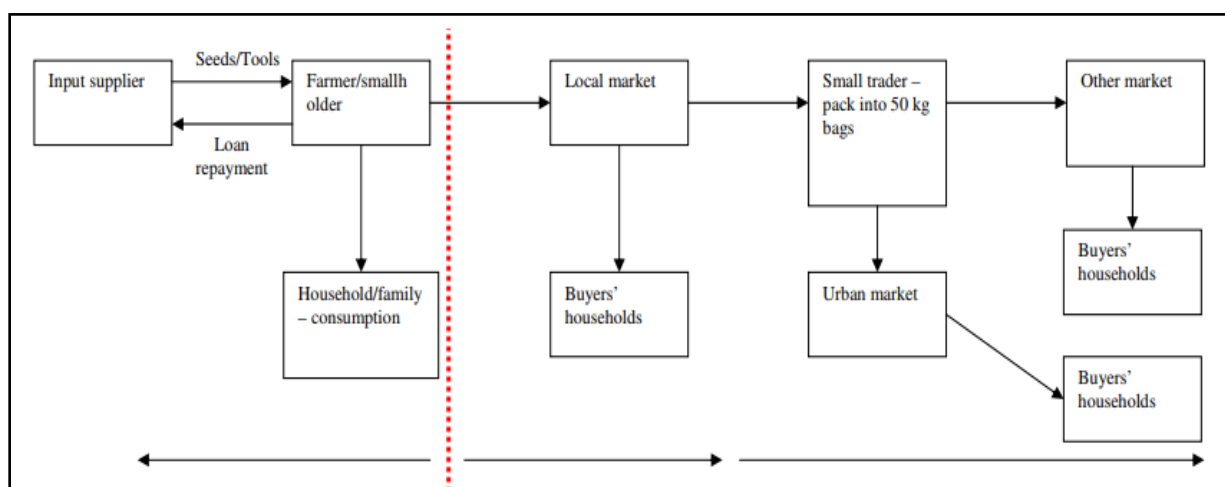 Input supplier
Seeds/Tools
Loan
repayment
Farmer/smallh
older
Household/family
– consumption
Local market
Buyers'
households
Small trader –
pack into 50 kg
bags
Urban market
Other market
Buyers'
households
Buyers'
households